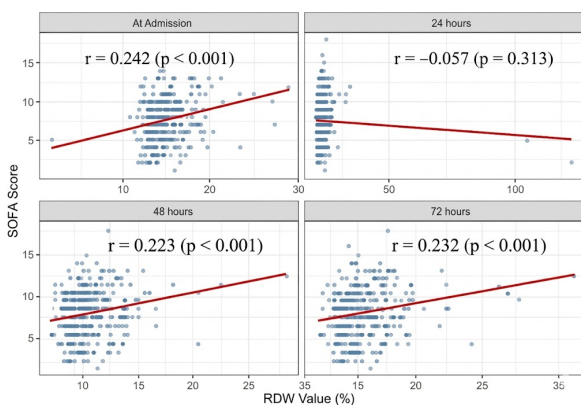 At Admission
24 hours
r = 0.242 (p < 0.001)
r = −0.057 (p = 0.313)
15
10
5
10
20
30
50
100
SOFA Score
48 hours
72 hours
r = 0.223 (p < 0.001)
r = 0.232 (p < 0.001)
15
10
5
10
15
20
25
35
15
20
25
35
RDW Value (%)